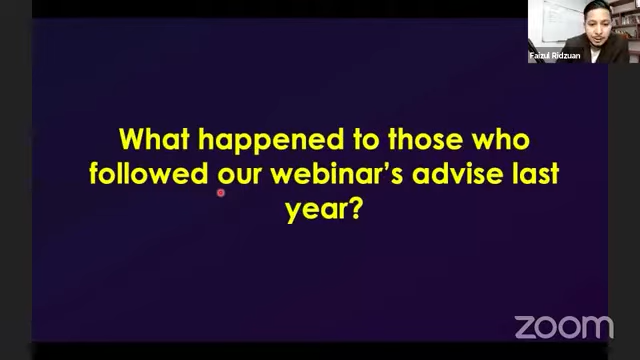 Faizul Ridzuan
What happened to those who
followed our webinar's advise last
year?
zoom